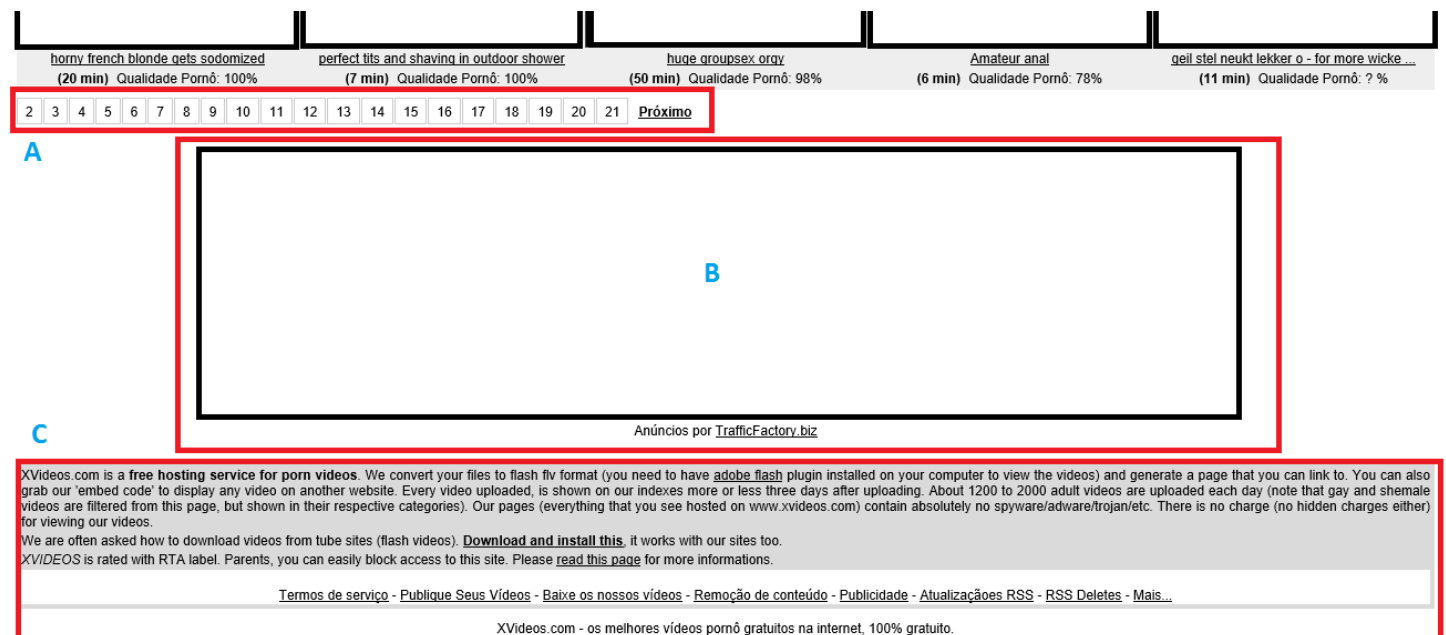 horny french blonde gets sodomized perfect tits and shaving in outdoor shower huge groupsex orgy Amateur anal geil stel neukt lekker o - for more wicke ...
(20 min) Qualidade Pornô: 100% (7 min) Qualidade Pornô: 100% (50 min) Qualidade Pornô: 98% (6 min) Qualidade Pornô: 78% (11 min) Qualidade Pornô: ? %
2 3 4 5 6 7 8 9 10 11 12 13 14 15 16 17 18 19 20 21 Próximo
A
B
Anúncios por TrafficFactory.biz
C
XVideos.com is a free hosting service for porn videos. We convert your files to flash flv format (you need to have adobe flash plugin installed on your computer to view the videos) and generate a page that you can link to. You can also
grab our 'embed code' to display any video on another website. Every video uploaded, is shown on our indexes more or less three days after uploading. About 1200 to 2000 adult videos are uploaded each day (note that gay and shemale
videos are filtered from this page, but shown in their respective categories). Our pages (everything that you see hosted on www.xvideos.com) contain absolutely no spyware/adware/trojan/etc. There is no charge (no hidden charges either)
for viewing our videos.
We are often asked how to download videos from tube sites (flash videos). Download and install this, it works with our sites too.
XVIDEOS is rated with RTA label. Parents, you can easily block access to this site. Please read this page for more informations.
Termos de serviço - Publique Seus Vídeos - Baixe os nossos vídeos - Remoção de conteúdo - Publicidade - Atualizaçãoes RSS - RSS Deletes - Mais...
XVideos.com - os melhores vídeos pornô gratuitos na internet, 100% gratuito.